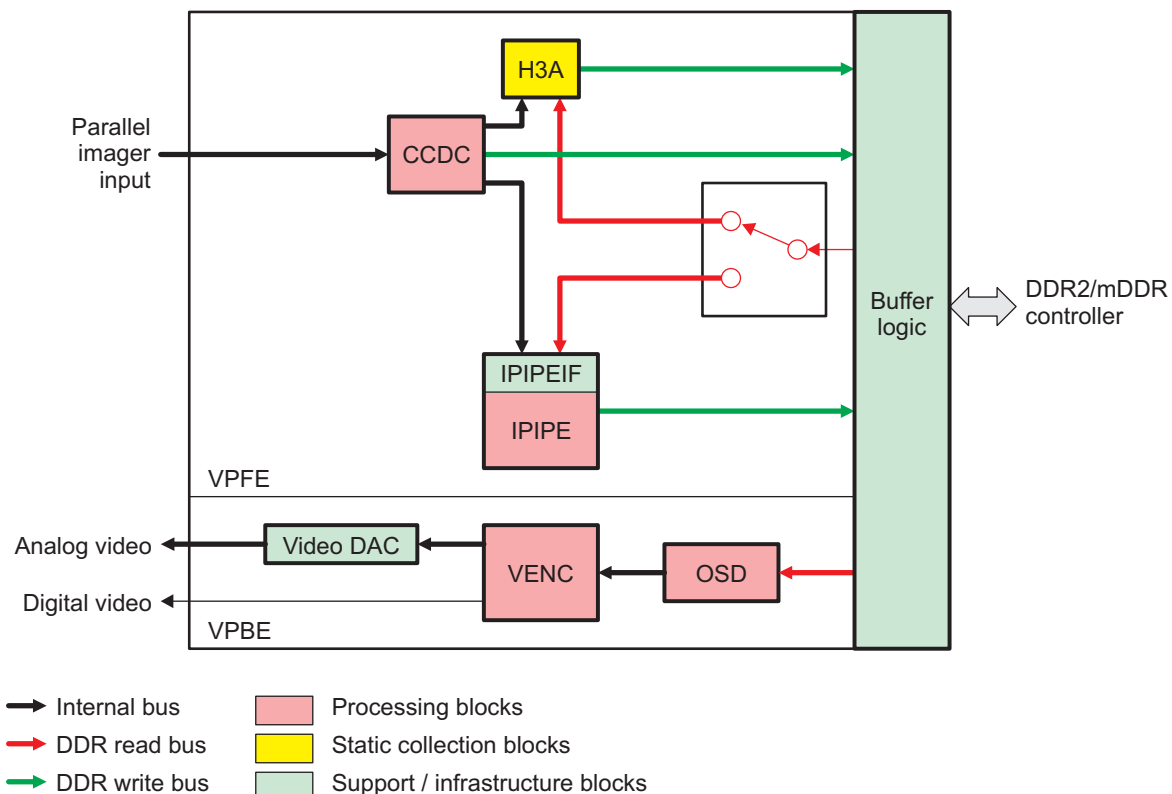 H3A
Parallel
imager
input
CCDC
Buffer
logic
DDR2/mDDR
controller
IPIPEIF
IPIPE
VPFE
Analog video
Video DAC
VENC
OSD
Digital video
VPBE
Internal bus
Processing blocks
DDR read bus
Static collection blocks
DDR write bus
Support / infrastructure blocks